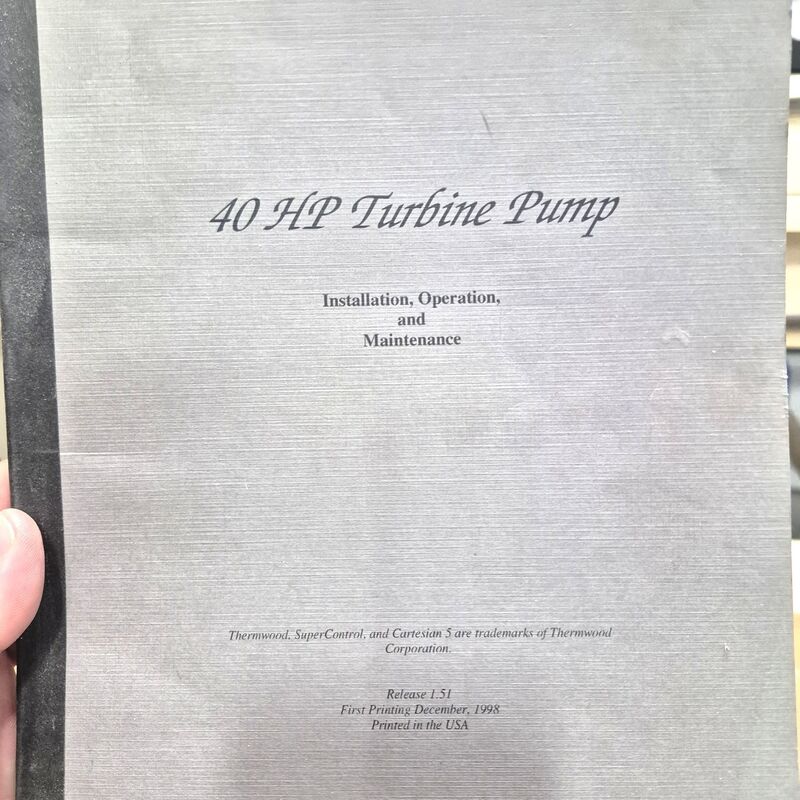 40 HP Turbine Pump
Installation, Operation,
and
Maintenance
Thermwood, SuperControl, and Cartesian 5 are trademarks of Thermwood
Corporation.
Release 1.51
First Printing December, 1998
Printed in the USA